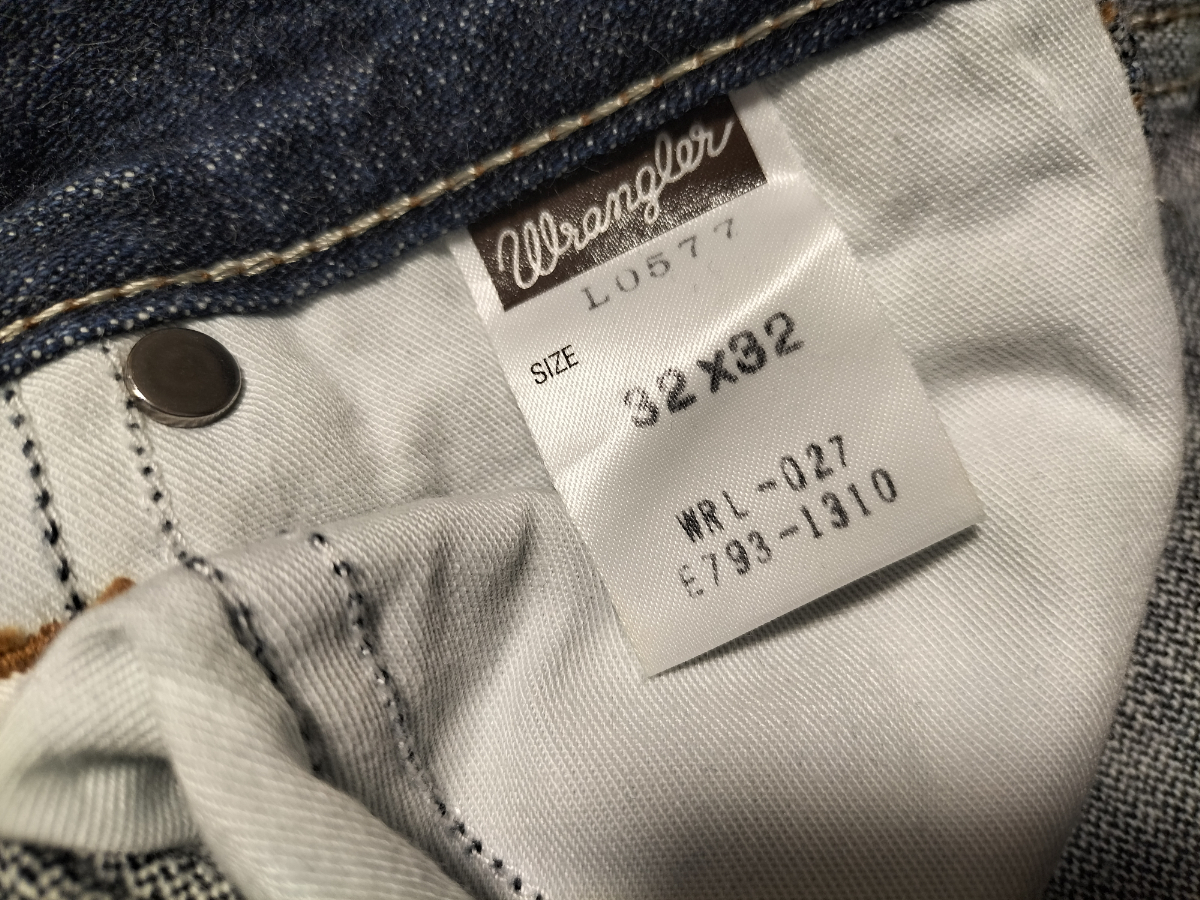 Wrangler
L0577
SIZE
32x32
WRL-027
E793-1310